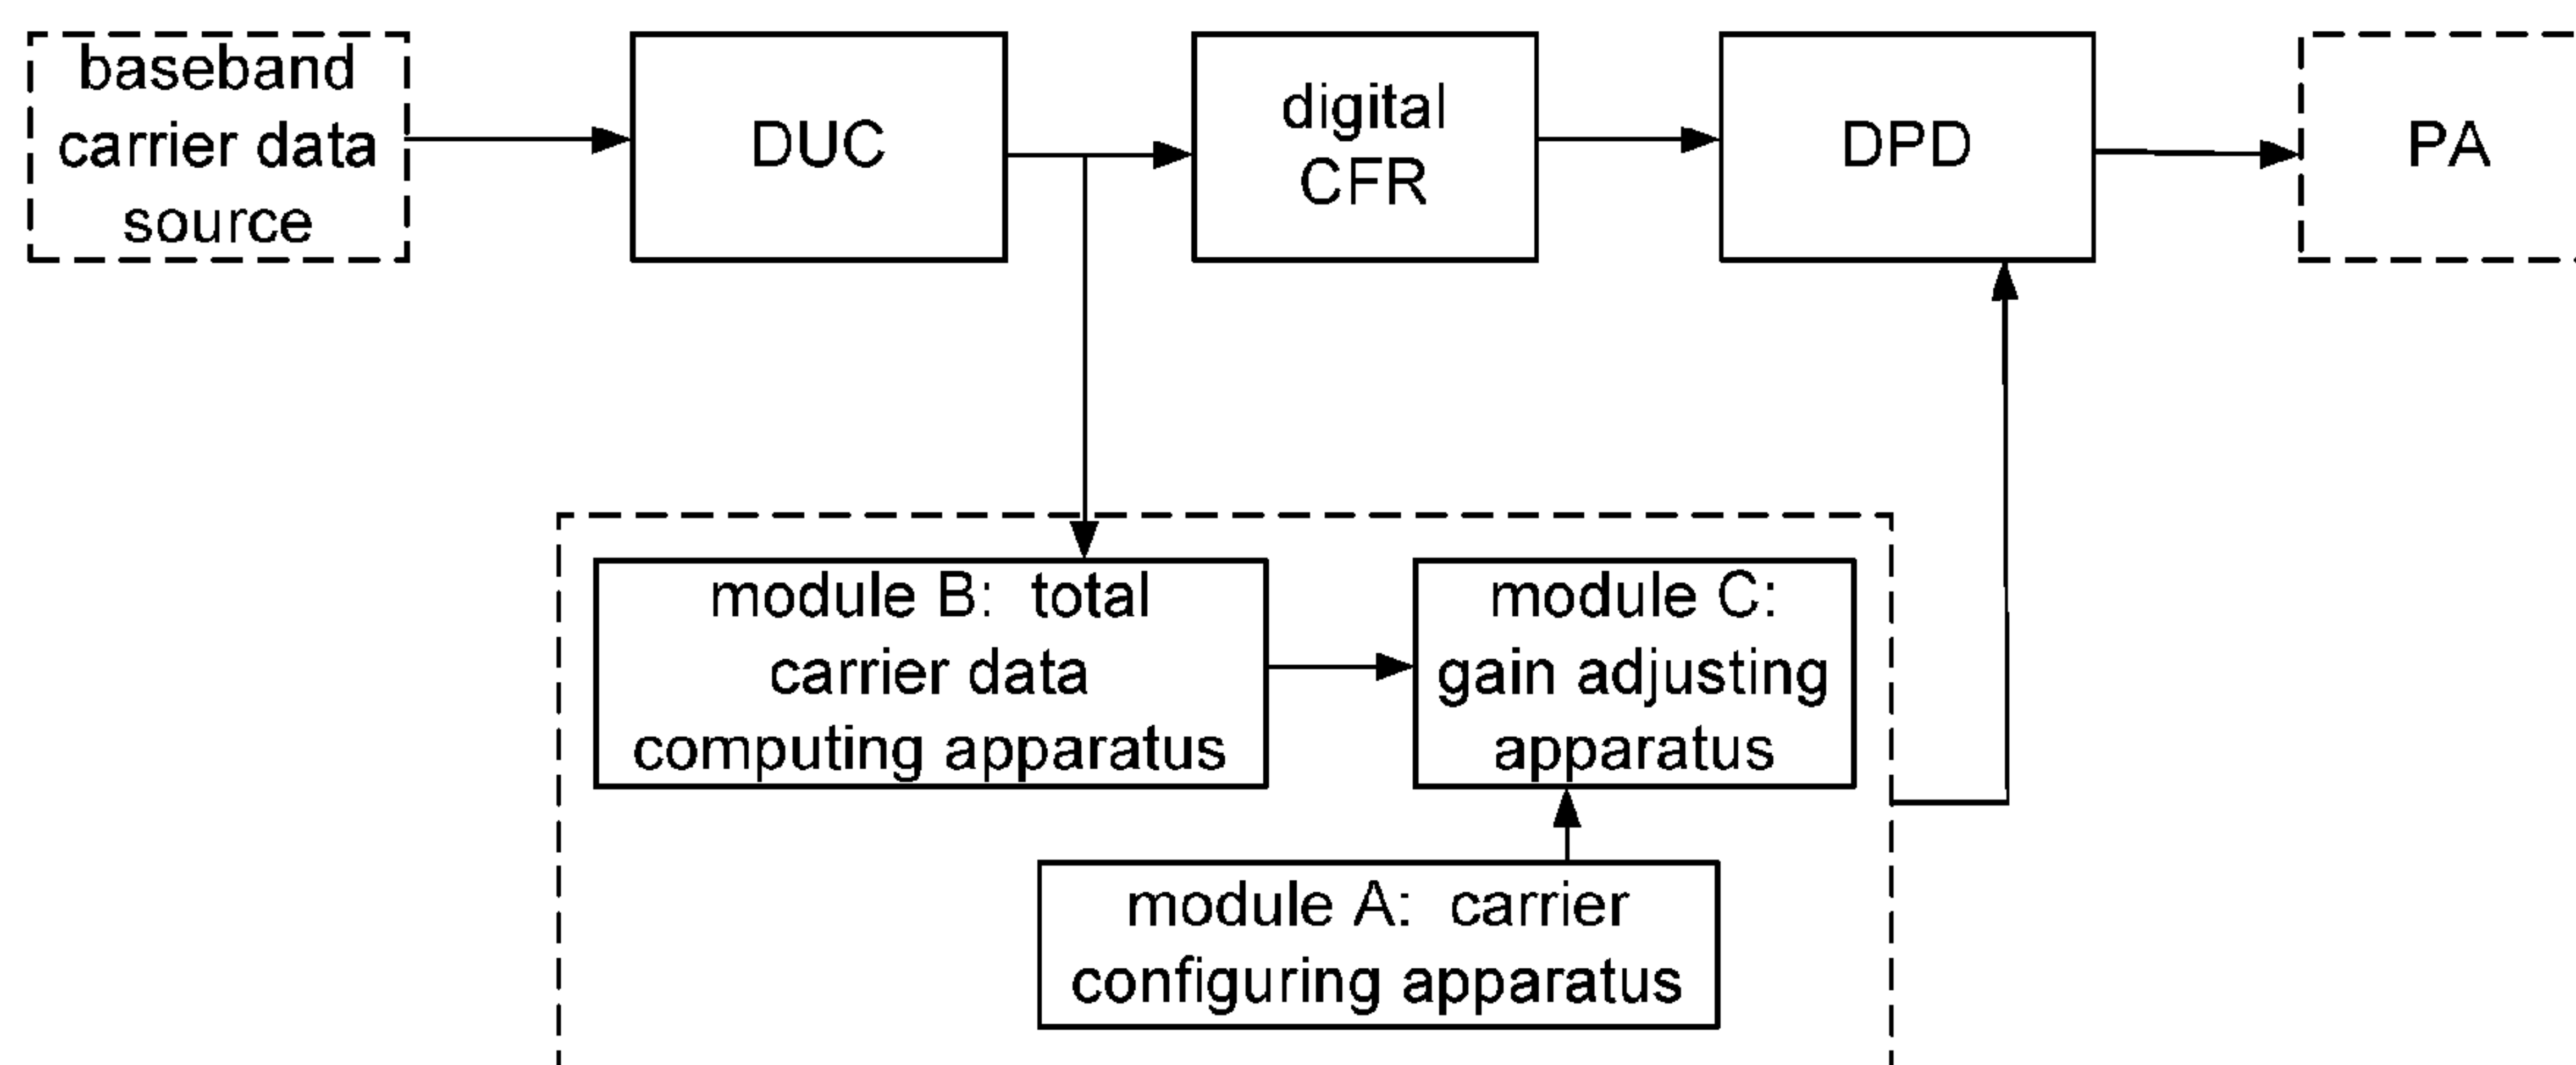 baseband
carrier data
source
DUC
digital
CFR
DPD
PA
module B:  total
carrier data
computing apparatus
module C:
gain adjusting
apparatus
module A:  carrier
configuring apparatus